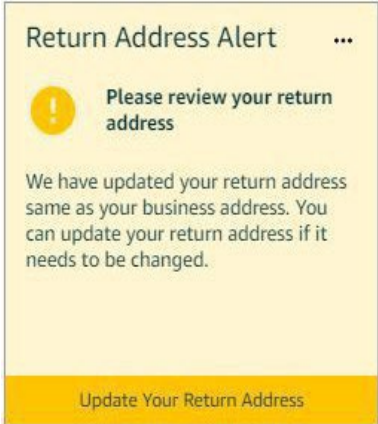 Return Address Alert ...
!
Please review your return
address
We have updated your return address
same as your business address. You
can update your return address if it
needs to be changed.
Update Your Return Address